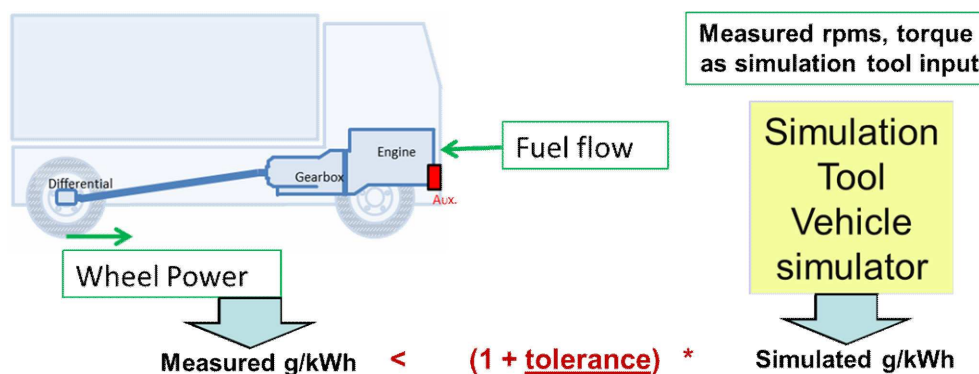 Measured rpms, torque
as simulation tool input
Simulation
Tool
Vehicle
simulator
Engine
Fuel flow
Gearbox
Differential
Aux.
Wheel Power
Measured g/kWh < (1 + tolerance) * Simulated g/kWh